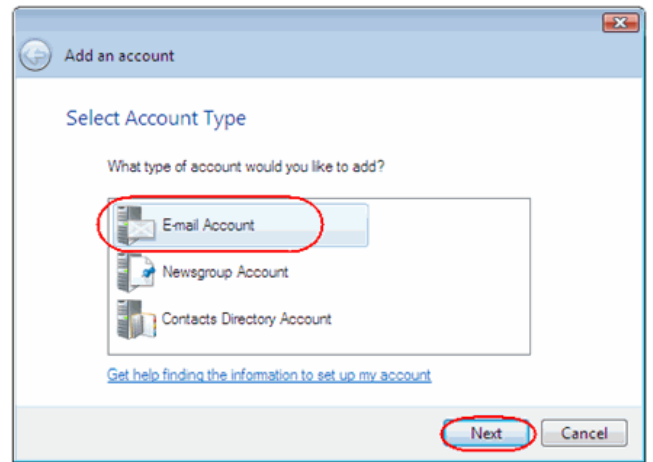 Add an account
Select Account Type
What type of account would you like to add?
E-mail Account
Newsgroup Account
Contacts Directory Account
Get help finding the information to set up my account
Next Cancel